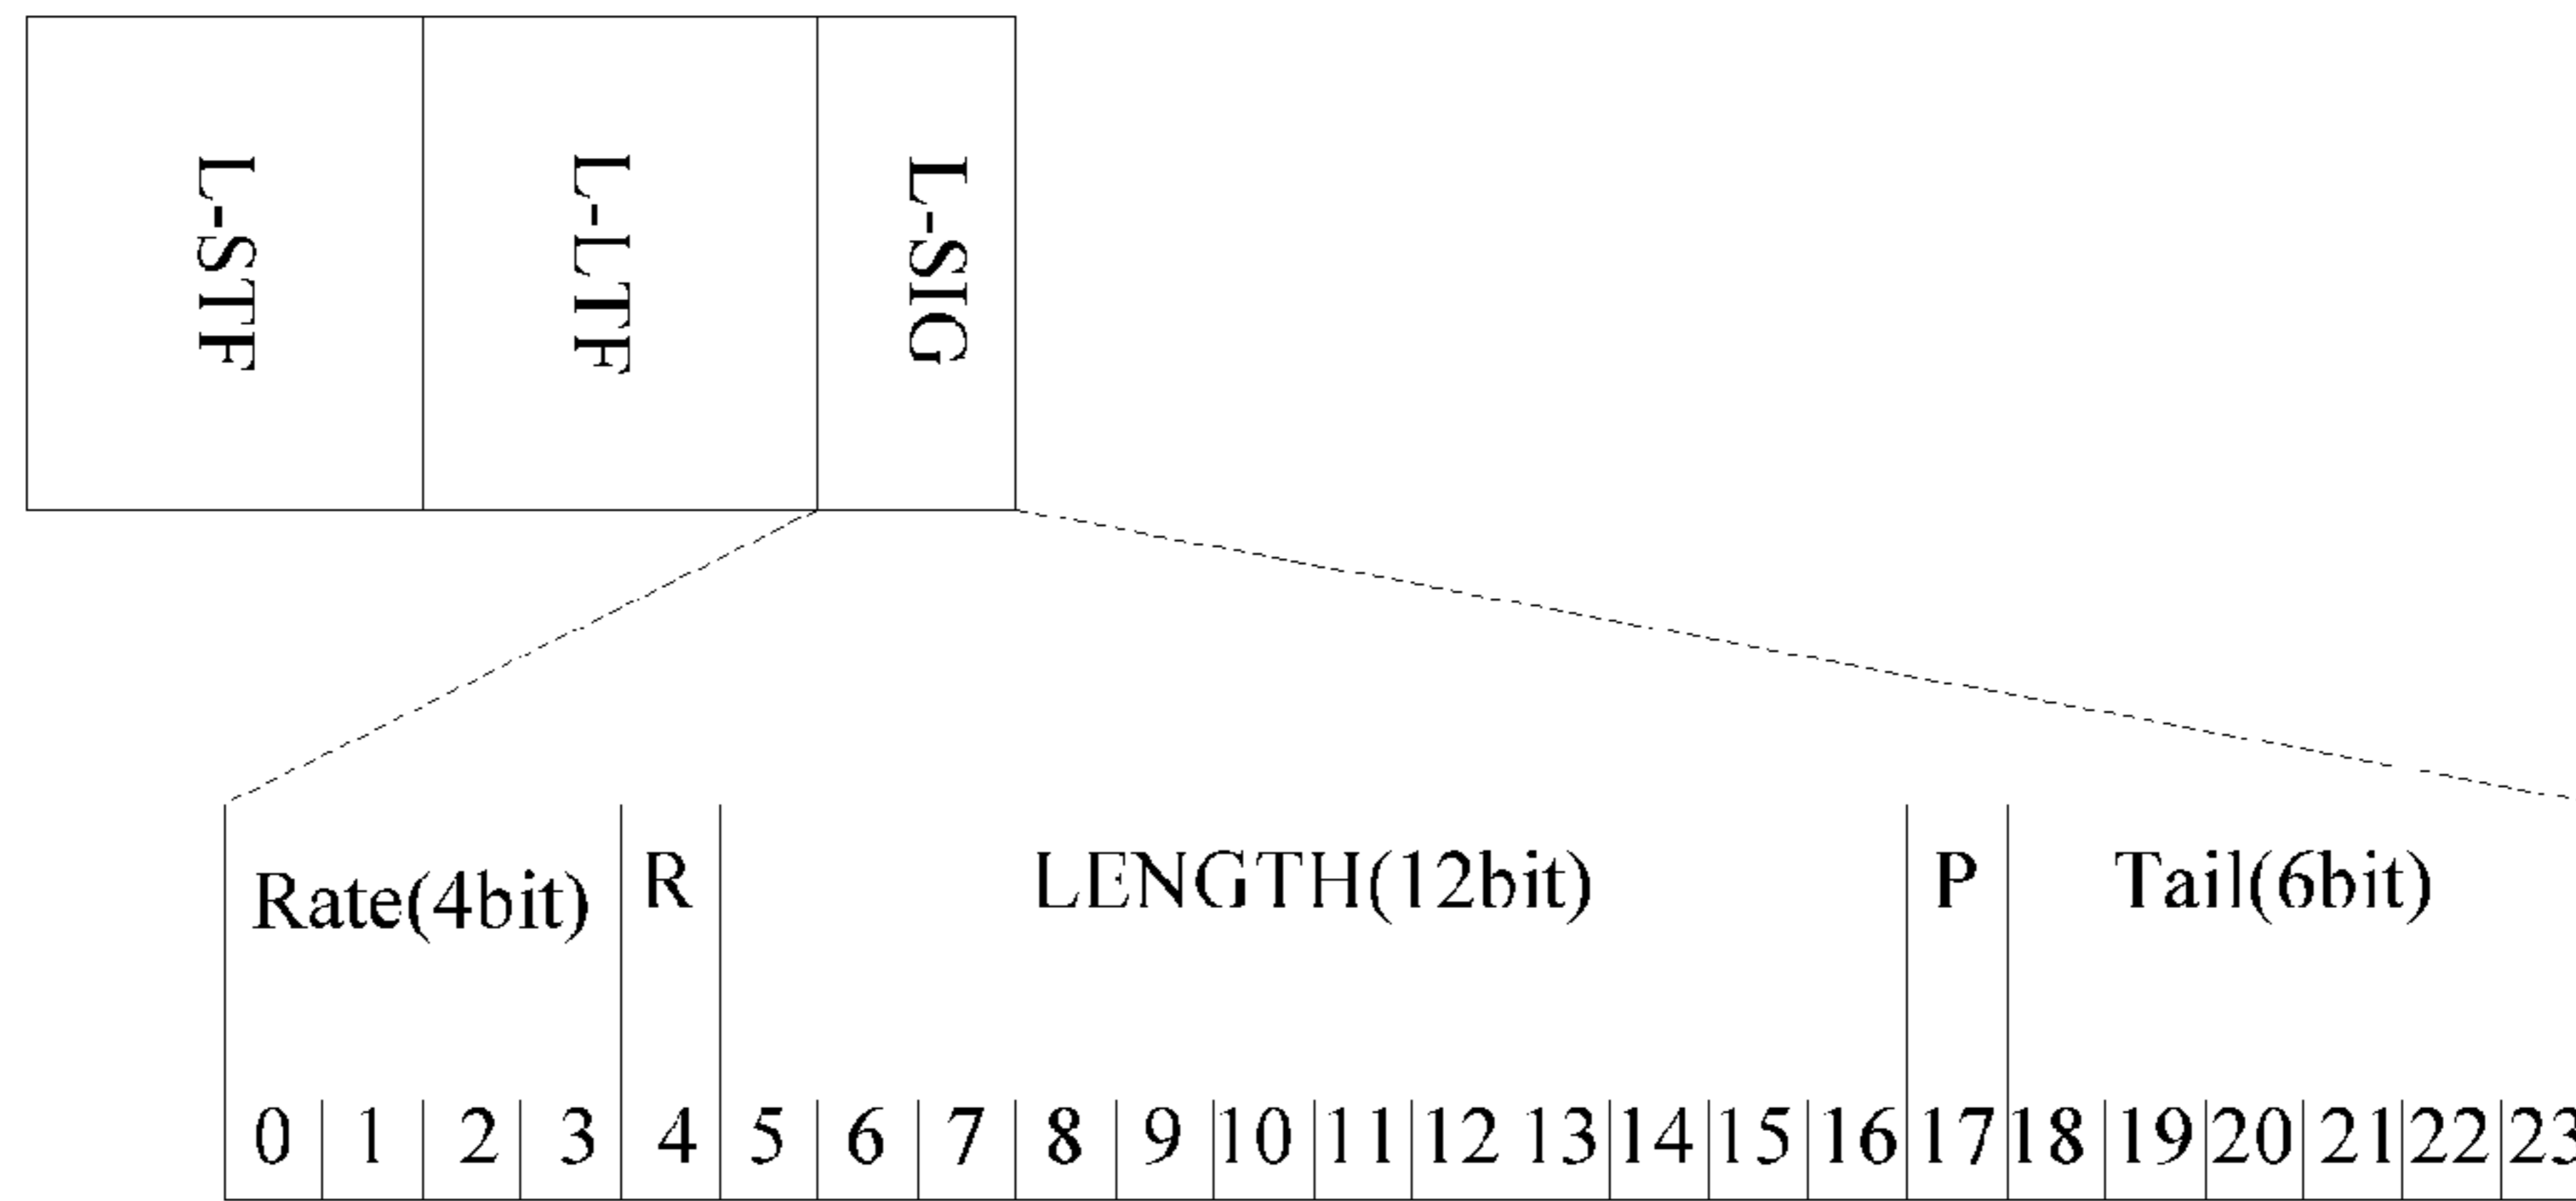 L-STF L-LTF L-SIG
Rate(4bit) R LENGTH(12bit) P Tail(6bit)
0 1 2 3 4 5 6 7 8 9 10 11 12 13 14 15 16 17 18 19 20 21 22 23